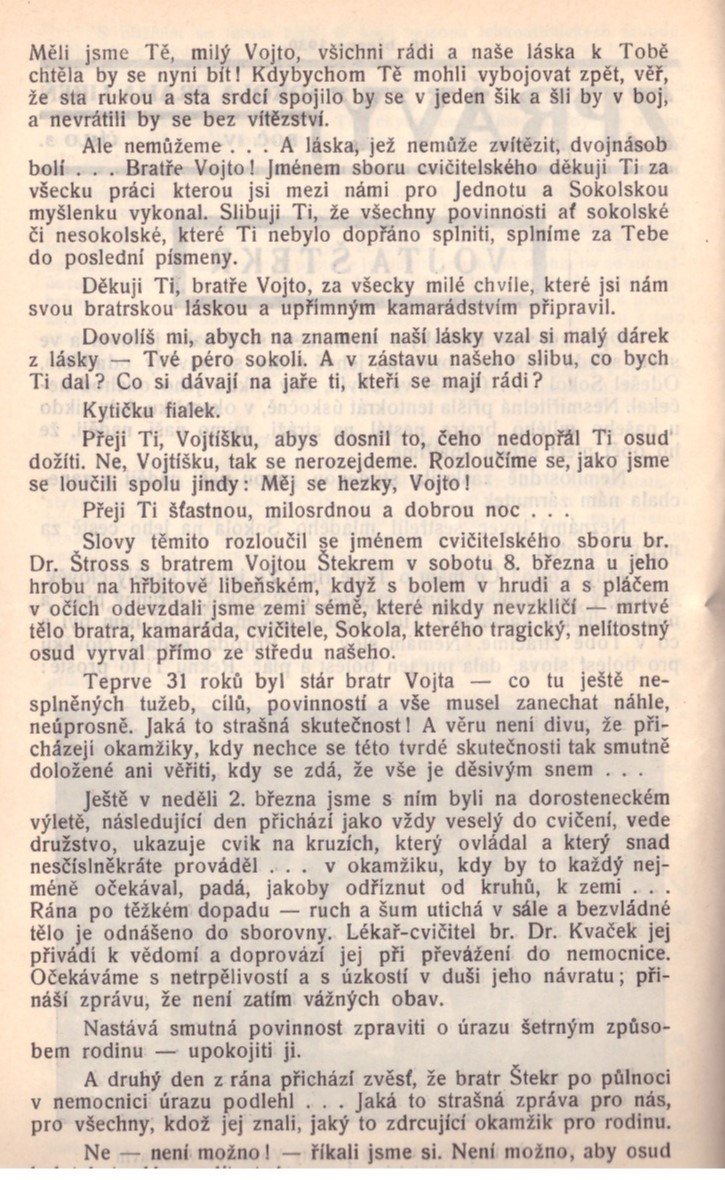 Měli jsme Tě, milý Vojto, všichni rádi a naše láska k Tobě
chtěla by se nyní bít! Kdybychom Tě mohli vybojovat zpět, věř,
že sta rukou a sta srdcí spojilo by se v jeden šik a šli by v boj,
a nevrátili by se bez vítězství.
Ale nemůžeme . . . A láska, jež nemůže zvítězit, dvojnásob
bolí . . . Bratře Vojto! Jménem sboru cvičitelského děkuji Ti za
všecku práci kterou jsi mezi námi pro Jednotu a Sokolskou
myšlenku vykonal. Slibuji Ti, že všechny povinnosti ať sokolské
či nesokolské, které Ti nebylo dopřáno splniti, splníme za Tebe
do poslední písmeny.
Děkuji Ti, bratře Vojto, za všecky milé chvíle, které jsi nám
svou bratrskou láskou a upřímným kamarádstvím připravil.
Dovolíš mi, abych na znamení naší lásky vzal si malý dárek
z lásky — Tvé péro sokolí. A v zástavu našeho slibu, co bych
Ti dal? Co si dávají na jaře ti, kteří se mají rádi?
Kytičku fialek.
Přeji Ti, Vojtíšku, abys dosnil to, čeho nedopřál Ti osud
dožíti. Ne, Vojtíšku, tak se nerozejdeme. Rozloučíme se, jako jsme
se loučili spolu jindy: Měj se hezky, Vojto!
Přeji Ti šťastnou, milosrdnou a dobrou noc . . .
Slovy těmito rozloučil se jménem cvičitelského sboru br.
Dr. Štross s bratrem Vojtou Štekrem v sobotu 8. března u jeho
hrobu na hřbitově libeňském, když s bolem v hrudi a s pláčem
v očích odevzdali jsme zemi sémě, které nikdy nevzklíčí — mrtvé
tělo bratra, kamaráda, cvičitele, Sokola, kterého tragický, nelítostný
osud vyrval přímo ze středu našeho.
Teprve 31 roků byl stár bratr Vojta — co tu ještě ne-
splněných tužeb, cílů, povinností a vše musel zanechat náhle,
neúprosně. Jaká to strašná skutečnost! A věru není divu, že při-
cházejí okamžiky, kdy nechce se této tvrdé skutečnosti tak smutně
doložené ani věřiti, kdy se zdá, že vše je děsivým snem . . .
Ještě v neděli 2. března jsme s ním byli na dorosteneckém
výletě, následující den přichází jako vždy veselý do cvičení, vede
družstvo, ukazuje cvik na kruzích, který ovládal a který snad
nesčíslněkráte prováděl . . . v okamžiku, kdy by to každý nej-
méně očekával, padá, jakoby odříznut od kruhů, k zemi . . .
Rána po těžkém dopadu — ruch a šum utichá v sále a bezvládné
tělo je odnášeno do sborovny. Lékař-cvičitel br. Dr. Kvaček jej
přivádí k vědomí a doprovází jej při převážení do nemocnice.
Očekáváme s netrpělivostí a s úzkostí v duši jeho návratu; při-
náší zprávu, že není zatím vážných obav.
Nastává smutná povinnost zpraviti o úrazu šetrným způso-
bem rodinu — upokojiti ji.
A druhý den z rána přichází zvěsť, že bratr Štekr po půlnoci
v nemocnici úrazu podlehl . . . Jaká to strašná zpráva pro nás,
pro všechny, kdož jej znali, jaký to zdrcující okamžik pro rodinu.
Ne — není možno! — říkali jsme si. Není možno, aby osud